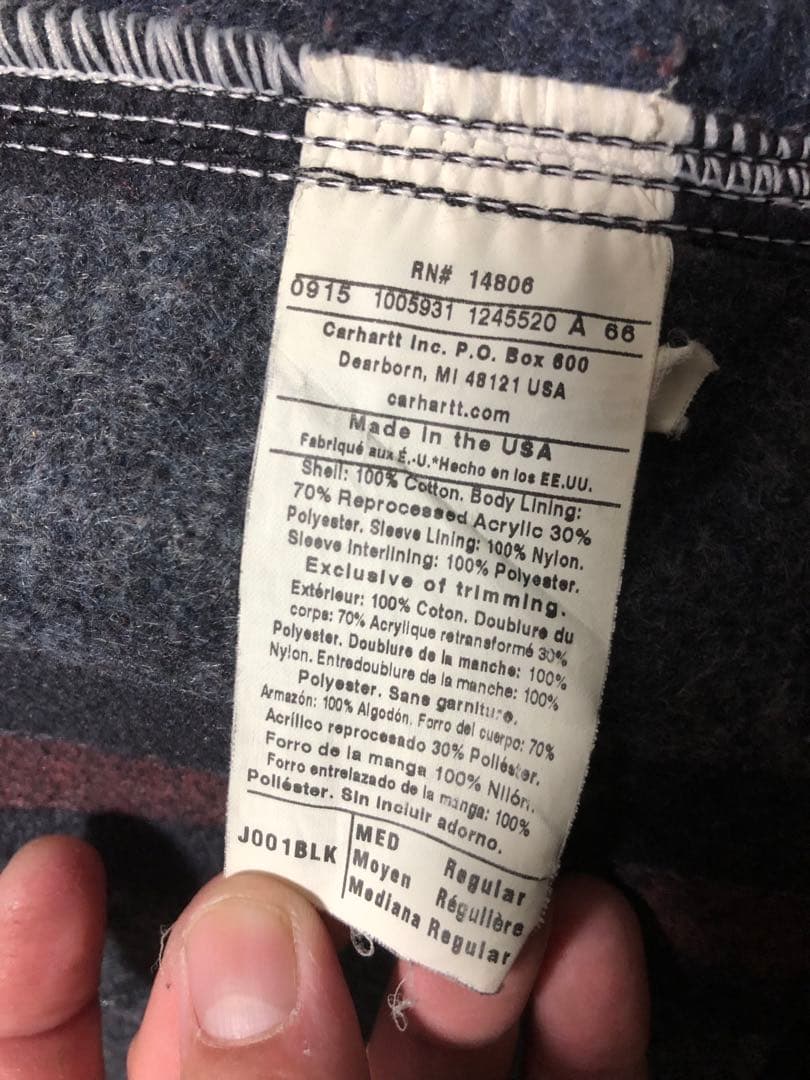 RN# 14806
0915 1005931 1245520 A 66
Carhartt Inc. P.O. Box 600
Dearborn, MI 48121 USA
carhartt.com
Made in the USA
Fabriqué aux É.-U.*Hecho en los EE.UU.
Shell: 100% Cotton. Body Lining:
70% Reprocessed Acrylic 30%
Polyester. Sleeve Lining: 100% Nylon.
Sleeve Interlining: 100% Polyester.
Exclusive of trimming.
Extérieur: 100% Coton. Doublure du
corps: 70% Acrylique retransformé 30%
Polyester. Doublure de la manche: 100%
Nylon. Entredoublure de la manche: 100%
Polyester. Sans garniture.
Armazón: 100% Algodón. Forro del cuerpo: 70%
Acrílico reprocesado 30% Poliéster.
Forro de la manga 100% Nilón.
Forro entrelazado de la manga: 100%
Poliéster. Sin incluir adorno.
J001BLK
MED Regular
Moyen Régulière
Mediana Regular